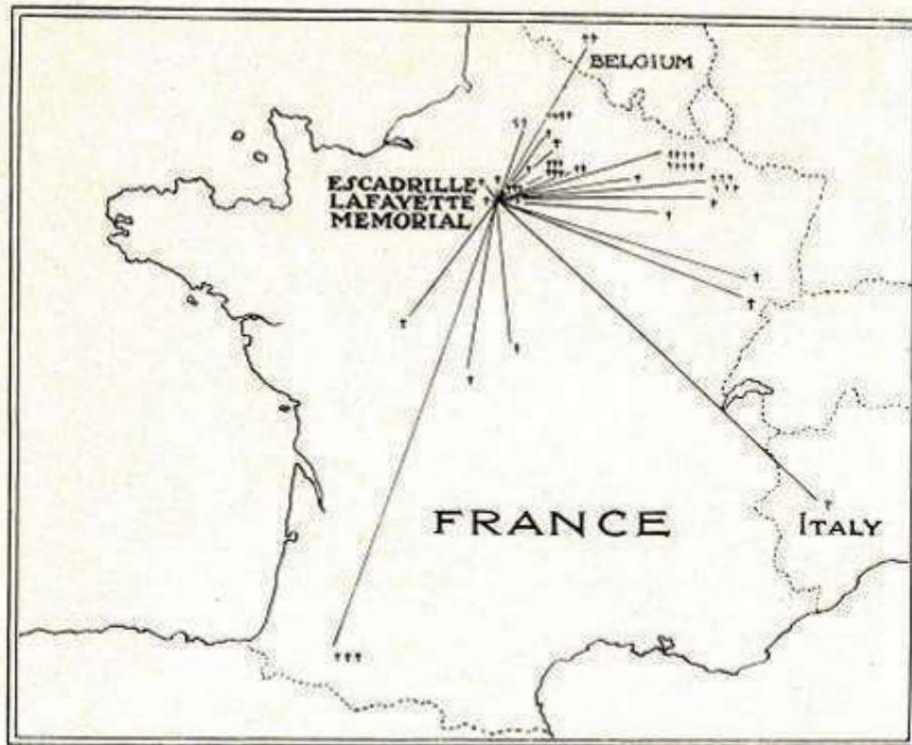 BELGIUM
ESCADRILLE
LAFAYETTE
MEMORIAL
FRANCE
ITALY